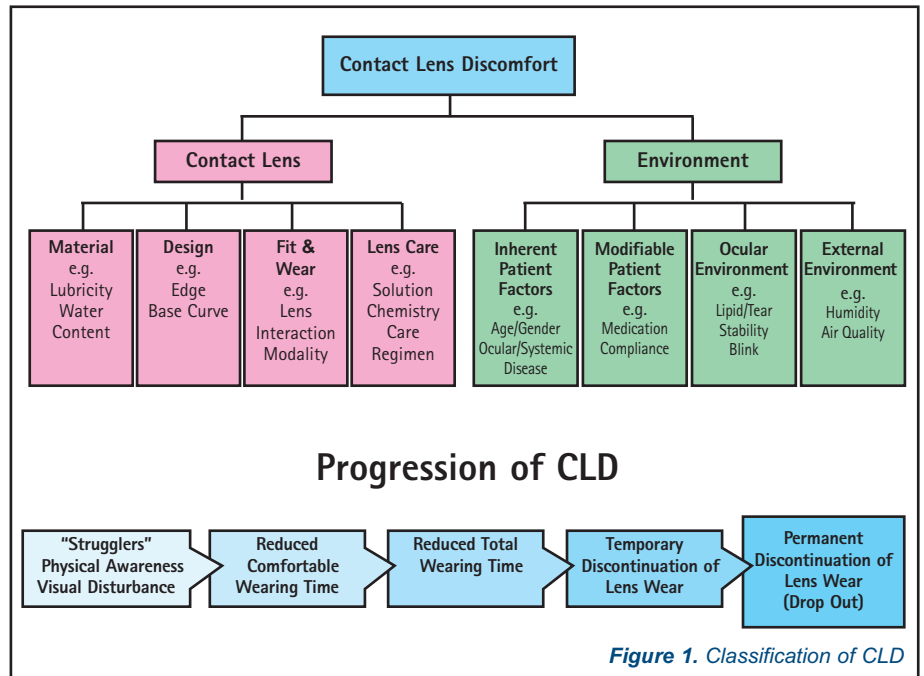 Contact Lens Discomfort
Contact Lens
Environment
Material
e.g.
Lubricity
Water
Content
Design
e.g.
Edge
Base Curve
Fit &
Wear
e.g.
Lens
Interaction
Modality
Lens Care
e.g.
Solution
Chemistry
Care
Regimen
Inherent
Patient
Factors
e.g.
Age/Gender
Ocular/Systemic
Disease
Modifiable
Patient
Factors
e.g.
Medication
Compliance
Ocular
Environment
e.g.
Lipid/Tear
Stability
Blink
External
Environment
e.g.
Humidity
Air Quality
Progression of CLD
"Strugglers"
Physical Awareness
Visual Disturbance
Reduced
Comfortable
Wearing Time
Reduced Total
Wearing Time
Temporary
Discontinuation of
Lens Wear
Permanent
Discontinuation of
Lens Wear
(Drop Out)
Figure 1. Classification of CLD